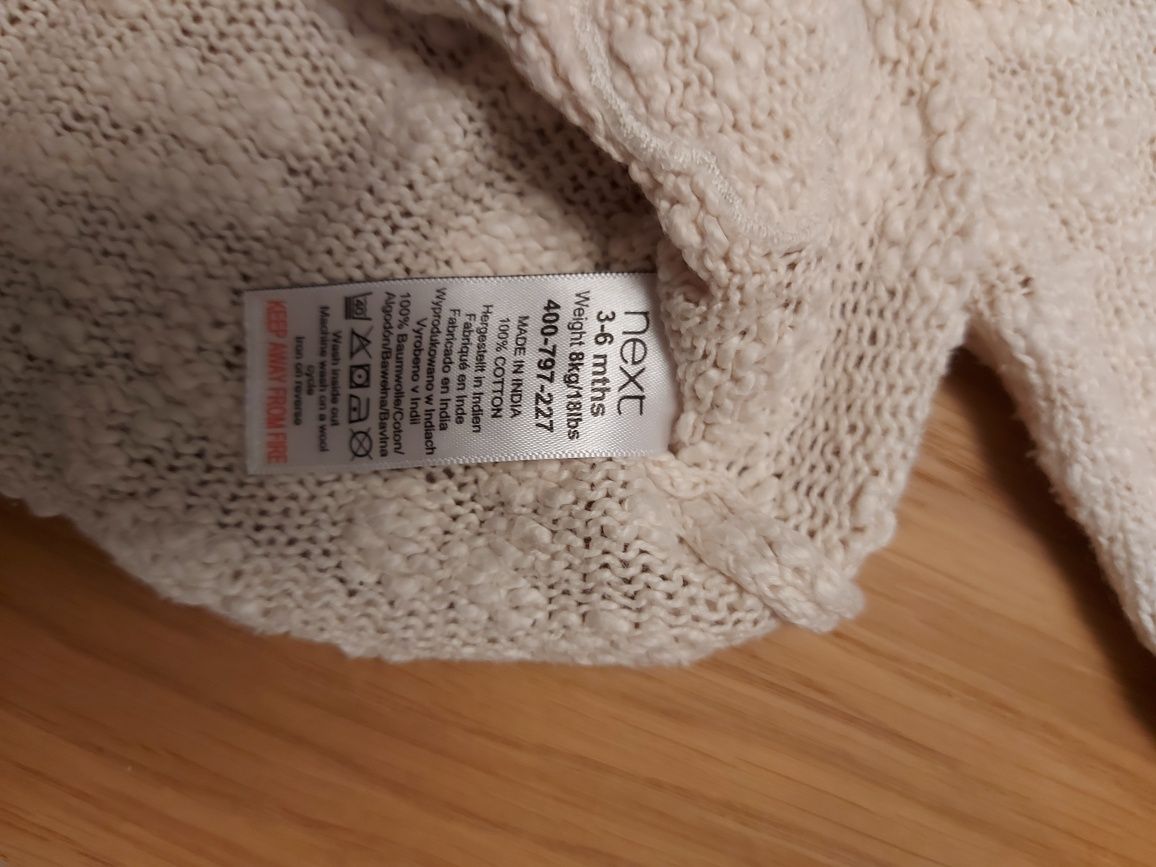 next
3-6 mths
Weight 8kg/18lbs
400-797-227
MADE IN INDIA
100% COTTON
Hergestellt in Indien
Fabriqué en Inde
Fabricado en India
Wyprodukowano w Indiach
Vyrobeno v Indii
100% Baumwolle/Coton/
Algodón/Bawełna/Bavlna
40
Wash inside out
Machine wash on a wool
cycle
Iron on reverse
KEEP AWAY FROM FIRE